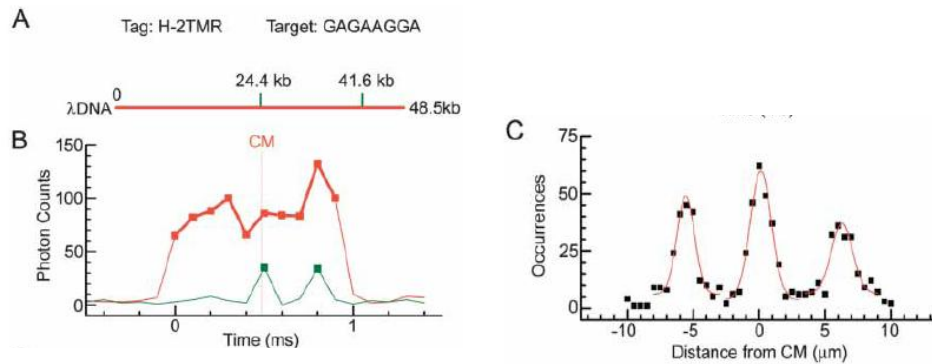 A
Tag: H-2TMR Target: GAGAAGGA
0 24.4 kb 41.6 kb
λDNA 48.5kb
B
CM
150
100
50
0
Photon Counts
0 1
Time (ms)
C
75
50
25
0
Occurrences
-10 -5 0 5 10
Distance from CM (μm)